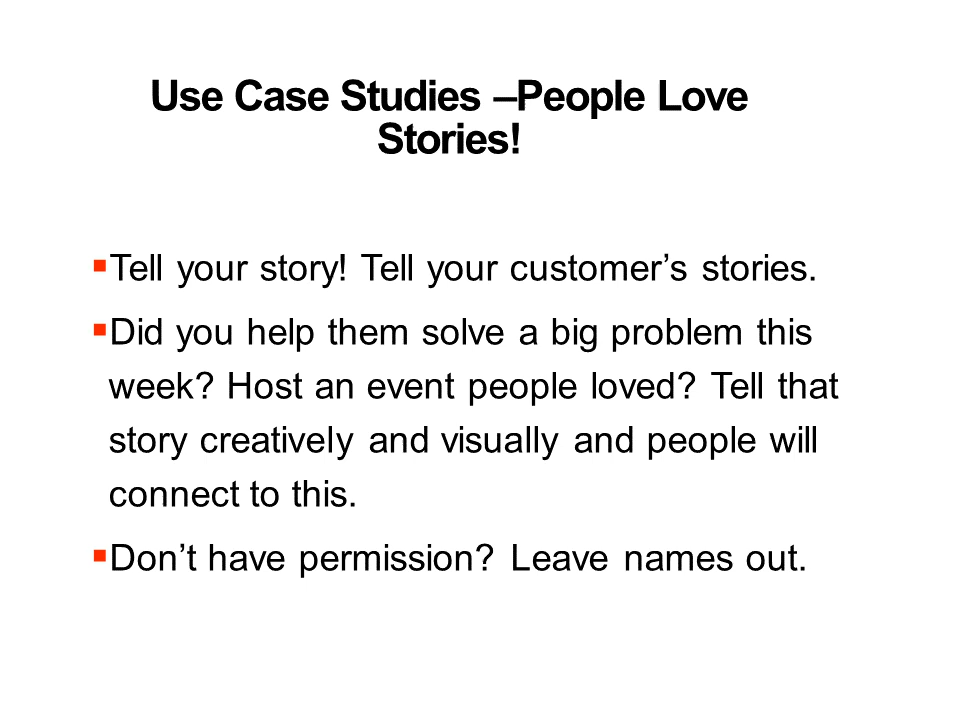 Use Case Studies –People Love
Stories!
▪Tell your story! Tell your customer’s stories.
▪Did you help them solve a big problem this
week? Host an event people loved? Tell that
story creatively and visually and people will
connect to this.
▪Don’t have permission? Leave names out.